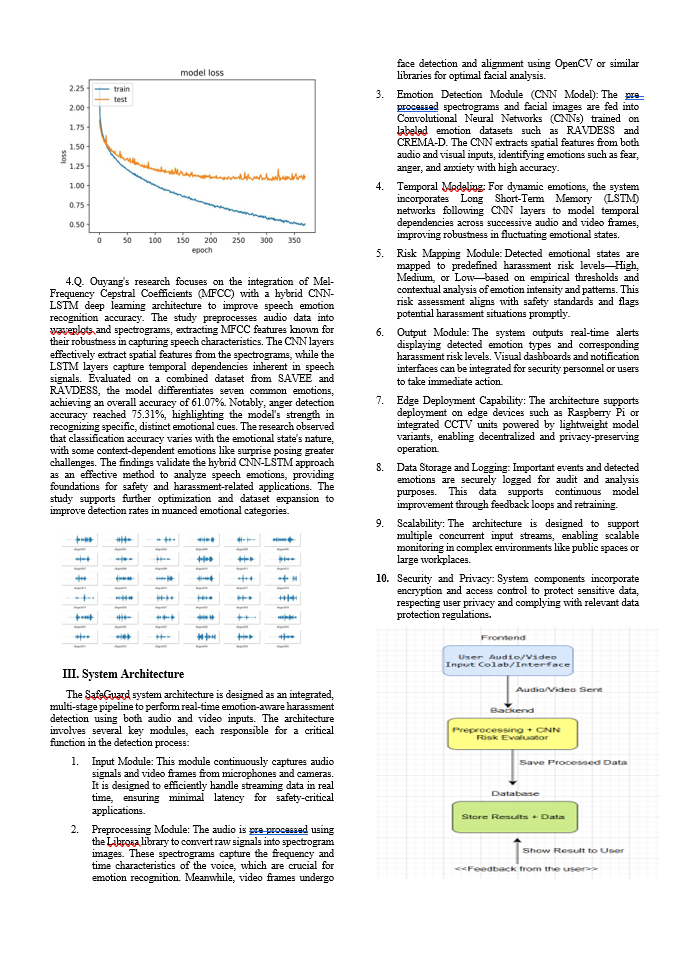 model loss
train
test
2.25
2.00
1.75
1.50
1.25
1.00
0.75
0.50
loss
0 50 100 150 200 250 300 350
epoch
4.Q. Ouyang's research focuses on the integration of Mel-
Frequency Cepstral Coefficients (MFCC) with a hybrid CNN-
LSTM deep learning architecture to improve speech emotion
recognition accuracy. The study preprocesses audio data into
waveplots and spectrograms, extracting MFCC features known for
their robustness in capturing speech characteristics. The CNN layers
effectively extract spatial features from the spectrograms, while the
LSTM layers capture temporal dependencies inherent in speech
signals. Evaluated on a combined dataset from SAVEE and
RAVDESS, the model differentiates seven common emotions,
achieving an overall accuracy of 61.07%. Notably, anger detection
accuracy reached 75.31%, highlighting the model's strength in
recognizing specific, distinct emotional cues. The research observed
that classification accuracy varies with the emotional state's nature,
with some context-dependent emotions like surprise posing greater
challenges. The findings validate the hybrid CNN-LSTM approach
as an effective method to analyze speech emotions, providing
foundations for safety and harassment-related applications. The
study supports further optimization and dataset expansion to
improve detection rates in nuanced emotional categories.
III. System Architecture
The SafeGuard system architecture is designed as an integrated,
multi-stage pipeline to perform real-time emotion-aware harassment
detection using both audio and video inputs. The architecture
involves several key modules, each responsible for a critical
function in the detection process:
1. Input Module: This module continuously captures audio
signals and video frames from microphones and cameras.
It is designed to efficiently handle streaming data in real
time, ensuring minimal latency for safety-critical
applications.
2. Preprocessing Module: The audio is pre-processed using
the Librosa library to convert raw signals into spectrogram
images. These spectrograms capture the frequency and
time characteristics of the voice, which are crucial for
emotion recognition. Meanwhile, video frames undergo
face detection and alignment using OpenCV or similar
libraries for optimal facial analysis.
3. Emotion Detection Module (CNN Model): The pre-
processed spectrograms and facial images are fed into
Convolutional Neural Networks (CNNs) trained on
labeled emotion datasets such as RAVDESS and
CREMA-D. The CNN extracts spatial features from both
audio and visual inputs, identifying emotions such as fear,
anger, and anxiety with high accuracy.
4. Temporal Modeling: For dynamic emotions, the system
incorporates Long Short-Term Memory (LSTM)
networks following CNN layers to model temporal
dependencies across successive audio and video frames,
improving robustness in fluctuating emotional states.
5. Risk Mapping Module: Detected emotional states are
mapped to predefined harassment risk levels—High,
Medium, or Low—based on empirical thresholds and
contextual analysis of emotion intensity and patterns. This
risk assessment aligns with safety standards and flags
potential harassment situations promptly.
6. Output Module: The system outputs real-time alerts
displaying detected emotion types and corresponding
harassment risk levels. Visual dashboards and notification
interfaces can be integrated for security personnel or users
to take immediate action.
7. Edge Deployment Capability: The architecture supports
deployment on edge devices such as Raspberry Pi or
integrated CCTV units powered by lightweight model
variants, enabling decentralized and privacy-preserving
operation.
8. Data Storage and Logging: Important events and detected
emotions are securely logged for audit and analysis
purposes. This data supports continuous model
improvement through feedback loops and retraining.
9. Scalability: The architecture is designed to support
multiple concurrent input streams, enabling scalable
monitoring in complex environments like public spaces or
large workplaces.
10. Security and Privacy: System components incorporate
encryption and access control to protect sensitive data,
respecting user privacy and complying with relevant data
protection regulations.
Frontend
User Audio/Video
Input Colab/Interface
Audio/Video Sent
Backend
Preprocessing + CNN
Risk Evaluator
Save Processed Data
Database
Store Results + Data
Show Result to User
<<Feedback from the user>>